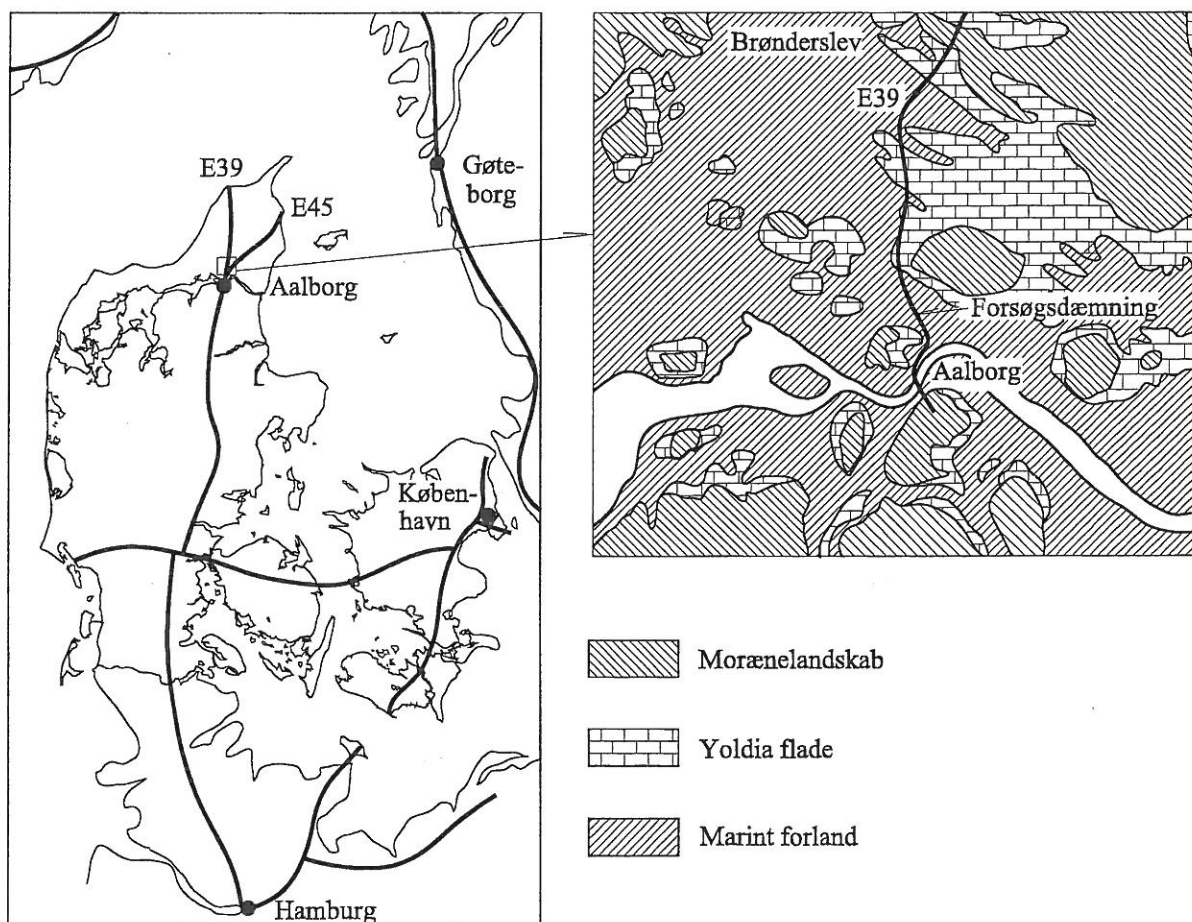 E39
E45
Gøte-
borg
Aalborg
Køben-
havn
Hamburg
Brønderslev
E39
Forsøgsdæmning
Aalborg
Morænelandskab
Yoldia flade
Marint forland